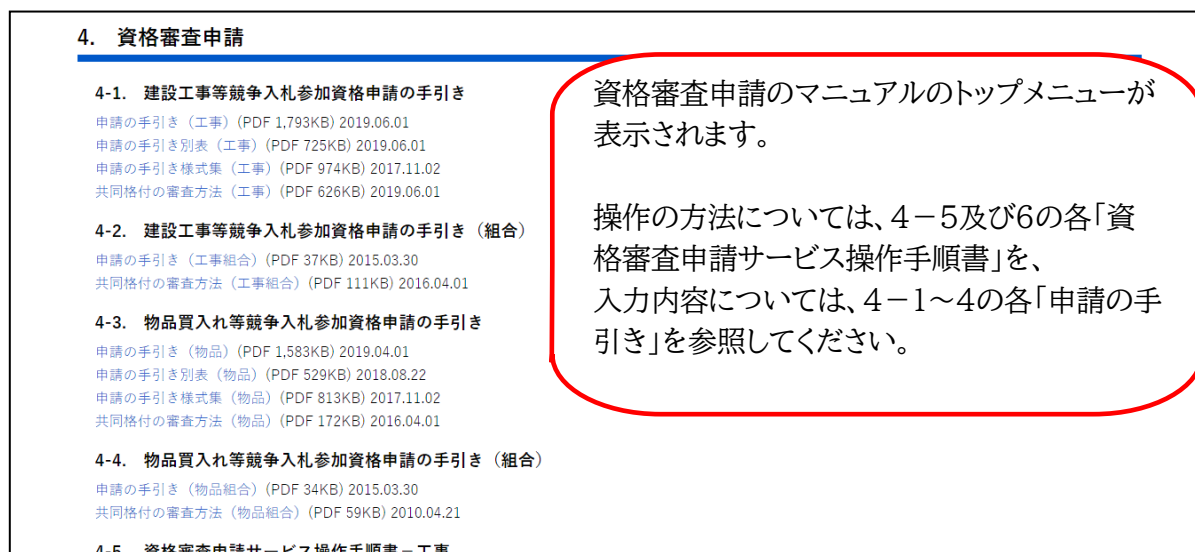 4. 資格審査申請
4-1. 建設工事等競争入札参加資格申請の手引き
申請の手引き（工事）(PDF 1,793KB) 2019.06.01
申請の手引き別表（工事）(PDF 725KB) 2019.06.01
申請の手引き様式集（工事）(PDF 974KB) 2017.11.02
共同格付の審査方法（工事）(PDF 626KB) 2019.06.01
4-2. 建設工事等競争入札参加資格申請の手引き（組合）
申請の手引き（工事組合）(PDF 37KB) 2015.03.30
共同格付の審査方法（工事組合）(PDF 111KB) 2016.04.01
4-3. 物品買入れ等競争入札参加資格申請の手引き
申請の手引き（物品）(PDF 1,583KB) 2019.04.01
申請の手引き別表（物品）(PDF 529KB) 2018.08.22
申請の手引き様式集（物品）(PDF 813KB) 2017.11.02
共同格付の審査方法（物品）(PDF 172KB) 2016.04.01
4-4. 物品買入れ等競争入札参加資格申請の手引き（組合）
申請の手引き（物品組合）(PDF 34KB) 2015.03.30
共同格付の審査方法（物品組合）(PDF 59KB) 2010.04.21
4-5. 資格審査申請サービス操作手順書－工事
資格審査申請のマニュアルのトップメニューが
表示されます。
操作の方法については、4－5及び6の各「資
格審査申請サービス操作手順書」を、
入力内容については、4－1～4の各「申請の手
引き」を参照してください。